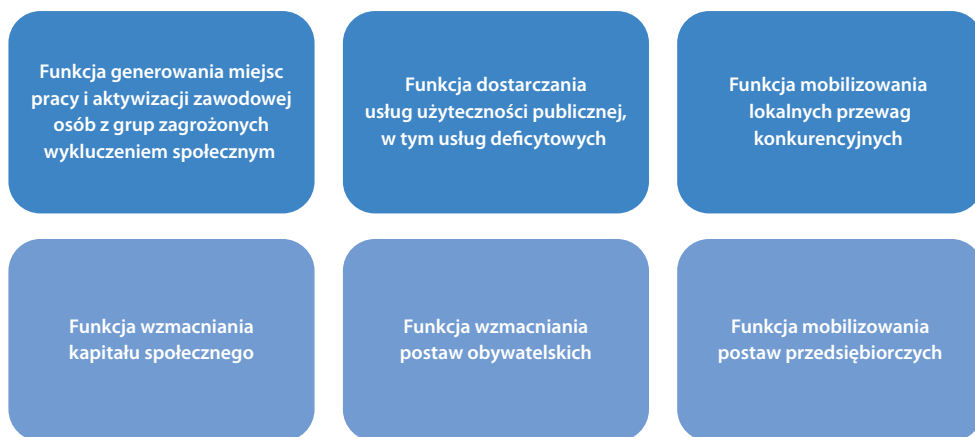 Funkcja generowania miejsc
pracy i aktywizacji zawodowej
osób z grup zagrożonych
wykluczeniem społecznym
Funkcja dostarczania
usług użyteczności publicznej,
w tym usług deficytowych
Funkcja mobilizowania
lokalnych przewag
konkurencyjnych
Funkcja wzmacniania
kapitału społecznego
Funkcja wzmacniania
postaw obywatelskich
Funkcja mobilizowania
postaw przedsiębiorczych